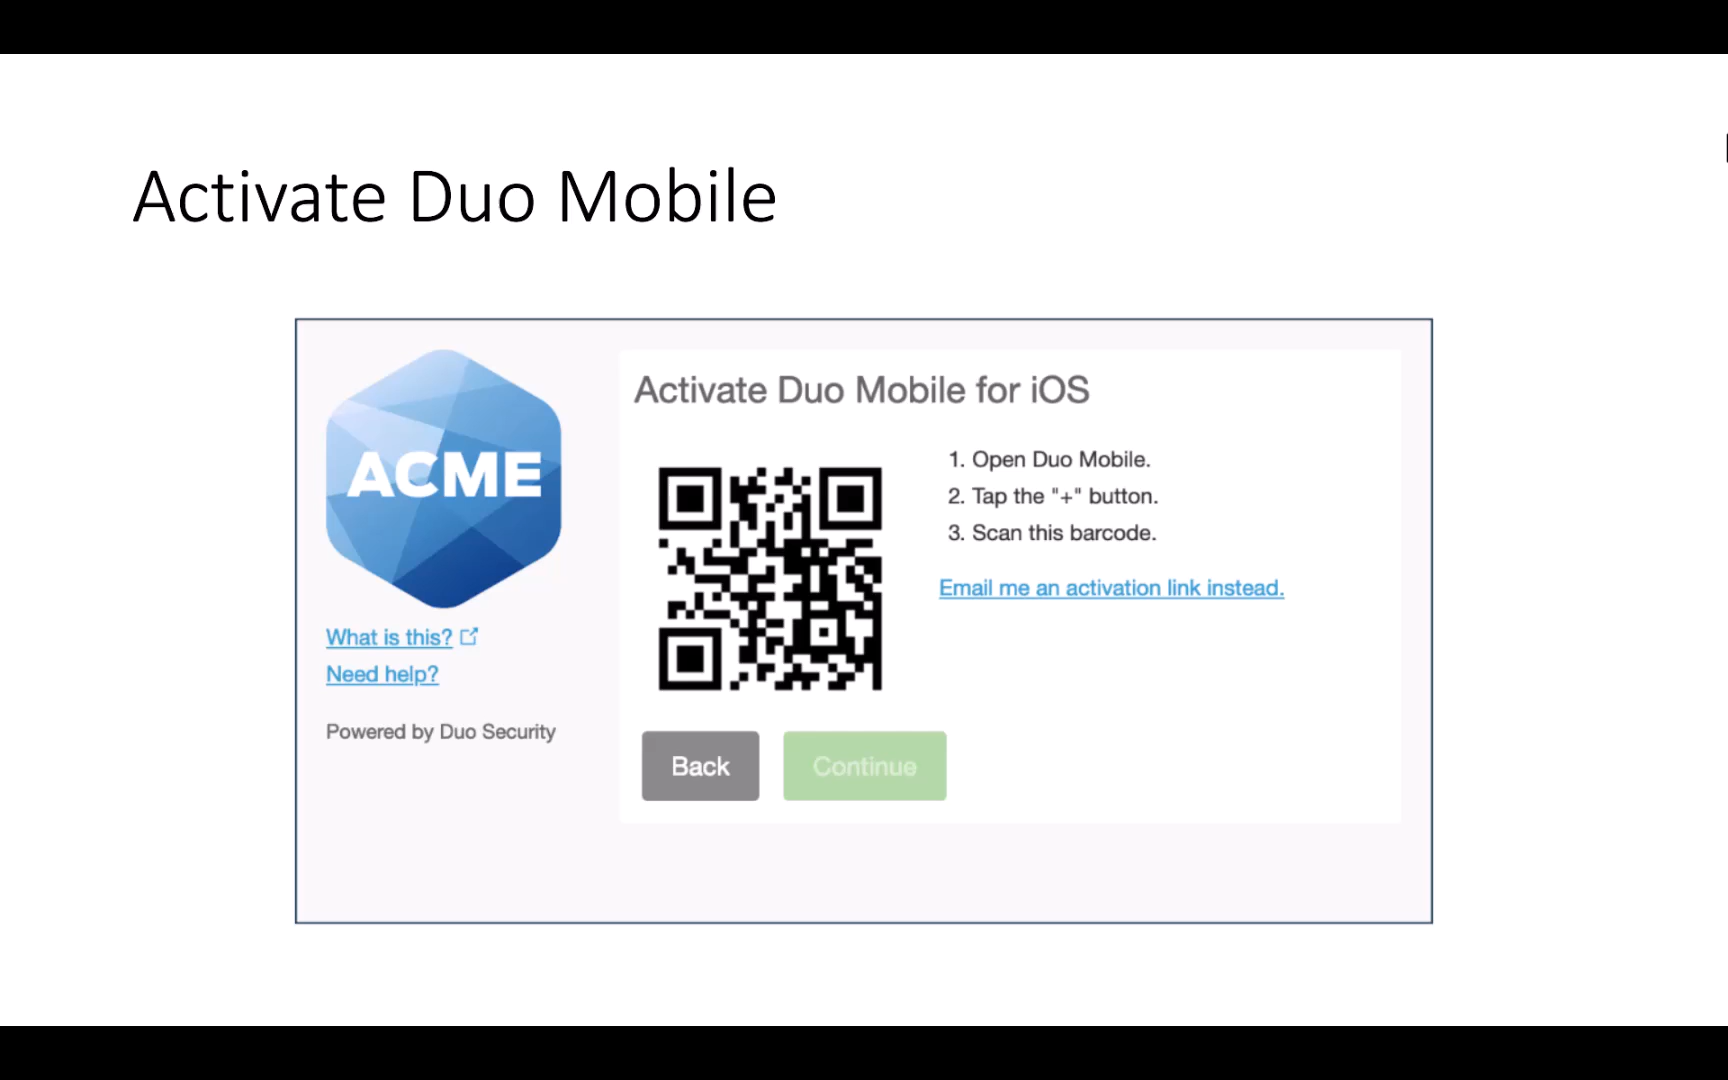 Activate Duo Mobile
ACME
What is this?
Need help?
Powered by Duo Security
Activate Duo Mobile for iOS
1. Open Duo Mobile.
2. Tap the "+" button.
3. Scan this barcode.
Email me an activation link instead.
Back
Continue